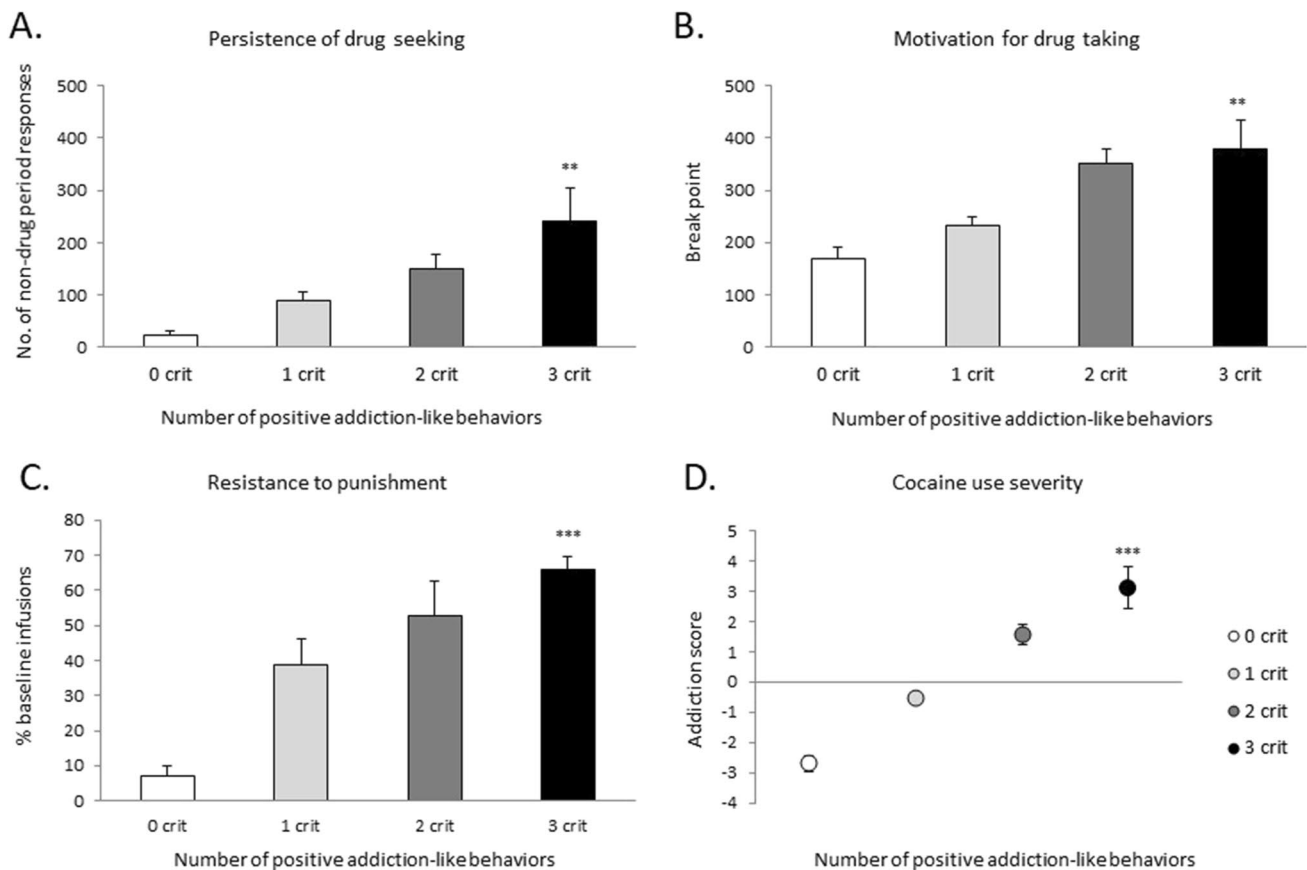 A.
Persistence of drug seeking
No. of non-drug period responses
500
400
300
200
100
0
**
0 crit
1 crit
2 crit
3 crit
Number of positive addiction-like behaviors
B.
Motivation for drug taking
Break point
500
400
300
200
100
0
**
0 crit
1 crit
2 crit
3 crit
Number of positive addiction-like behaviors
C.
Resistance to punishment
% baseline infusions
80
70
60
50
40
30
20
10
0
***
0 crit
1 crit
2 crit
3 crit
Number of positive addiction-like behaviors
D.
Cocaine use severity
Addiction score
5
4
3
2
1
0
-1
-2
-3
-4
***
0 crit
1 crit
2 crit
3 crit
Number of positive addiction-like behaviors